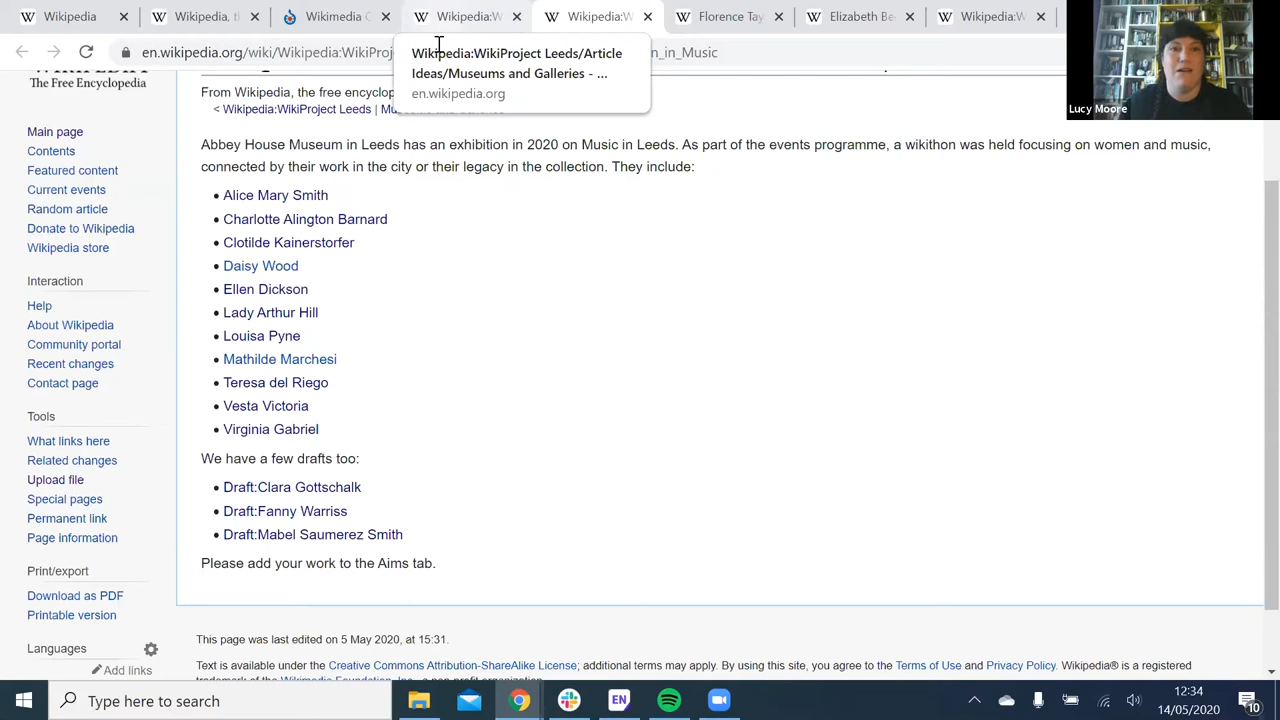 Wikipedia
Wikipedia, t
Wikimedia C
Wikipedia:W
Wikipedia:W
Florence Tay
Elizabeth De
Wikipedia:W
en.wikipedia.org/wiki/Wikipedia:WikiProje
n_in_Music
Wikipedia:WikiProject Leeds/Article
Ideas/Museums and Galleries - ...
en.wikipedia.org
Lucy Moore
The Free Encyclopedia
From Wikipedia, the free encyclop
< Wikipedia:WikiProject Leeds |
Main page
Contents
Featured content
Current events
Random article
Donate to Wikipedia
Wikipedia store
Interaction
Help
About Wikipedia
Community portal
Recent changes
Contact page
Tools
What links here
Related changes
Upload file
Special pages
Permanent link
Page information
Print/export
Download as PDF
Printable version
Languages
Add links
Abbey House Museum in Leeds has an exhibition in 2020 on Music in Leeds. As part of the events programme, a wikithon was held focusing on women and music,
connected by their work in the city or their legacy in the collection. They include:
• Alice Mary Smith
• Charlotte Alington Barnard
• Clotilde Kainerstorfer
• Daisy Wood
• Ellen Dickson
• Lady Arthur Hill
• Louisa Pyne
• Mathilde Marchesi
• Teresa del Riego
• Vesta Victoria
• Virginia Gabriel
We have a few drafts too:
• Draft:Clara Gottschalk
• Draft:Fanny Warriss
• Draft:Mabel Saumerez Smith
Please add your work to the Aims tab.
This page was last edited on 5 May 2020, at 15:31.
Text is available under the Creative Commons Attribution-ShareAlike License; additional terms may apply. By using this site, you agree to the Terms of Use and Privacy Policy. Wikipedia® is a registered
Type here to search
EN
12:34
14/05/2020
10